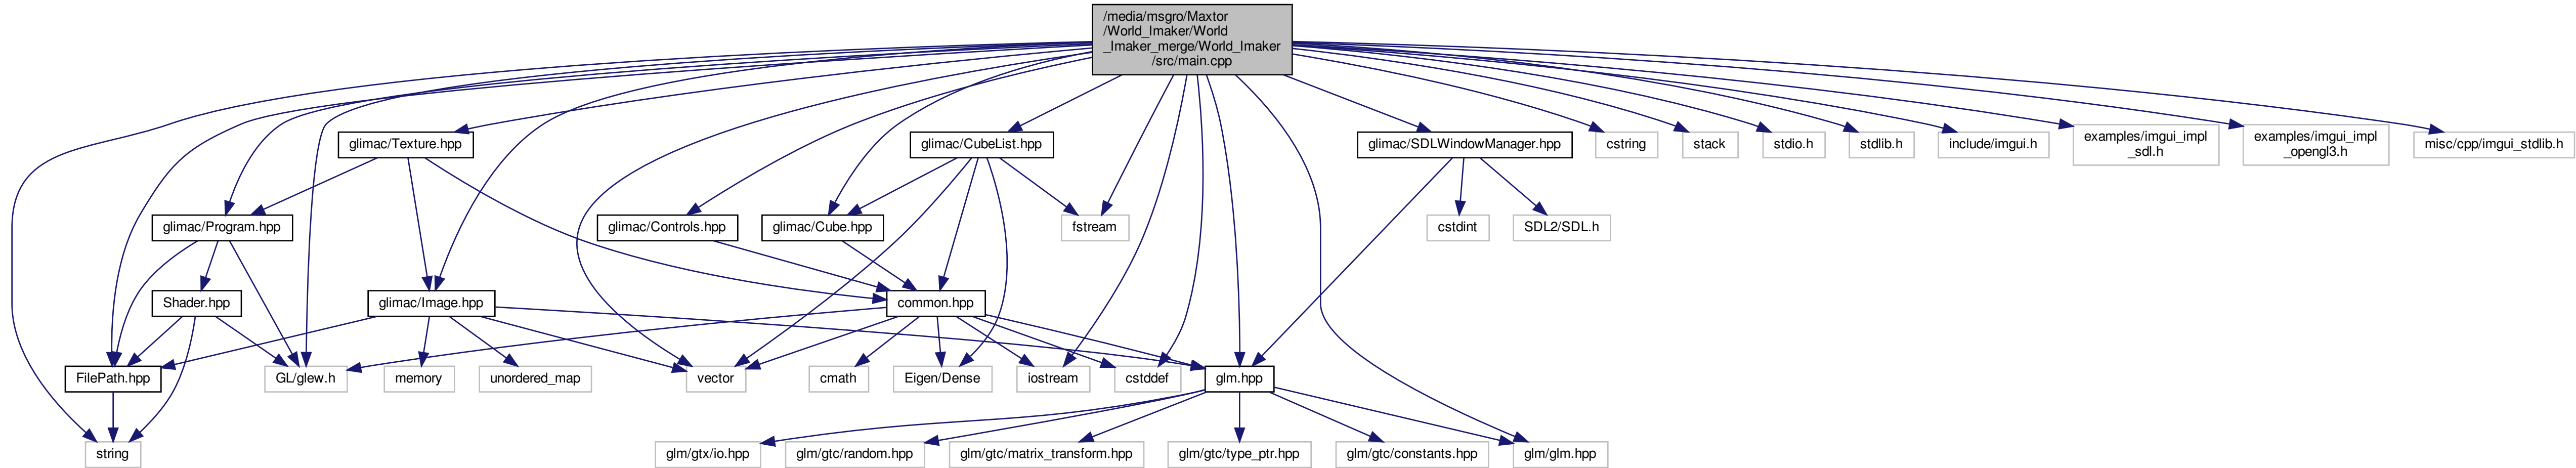 /media/msgro/Maxtor
/World_Imaker/World
_Imaker_merge/World_Imaker
/src/main.cpp
glimac/Texture.hpp
glimac/CubeList.hpp
glimac/SDLWindowManager.hpp
cstring
stack
stdio.h
stdlib.h
include/imgui.h
examples/imgui_impl
_sdl.h
examples/imgui_impl
_opengl3.h
misc/cpp/imgui_stdlib.h
glimac/Program.hpp
glimac/Controls.hpp
glimac/Cube.hpp
fstream
cstdint
SDL2/SDL.h
Shader.hpp
glimac/Image.hpp
common.hpp
FilePath.hpp
GL/glew.h
memory
unordered_map
vector
cmath
Eigen/Dense
iostream
cstddef
glm.hpp
string
glm/gtx/io.hpp
glm/gtc/random.hpp
glm/gtc/matrix_transform.hpp
glm/gtc/type_ptr.hpp
glm/gtc/constants.hpp
glm/glm.hpp